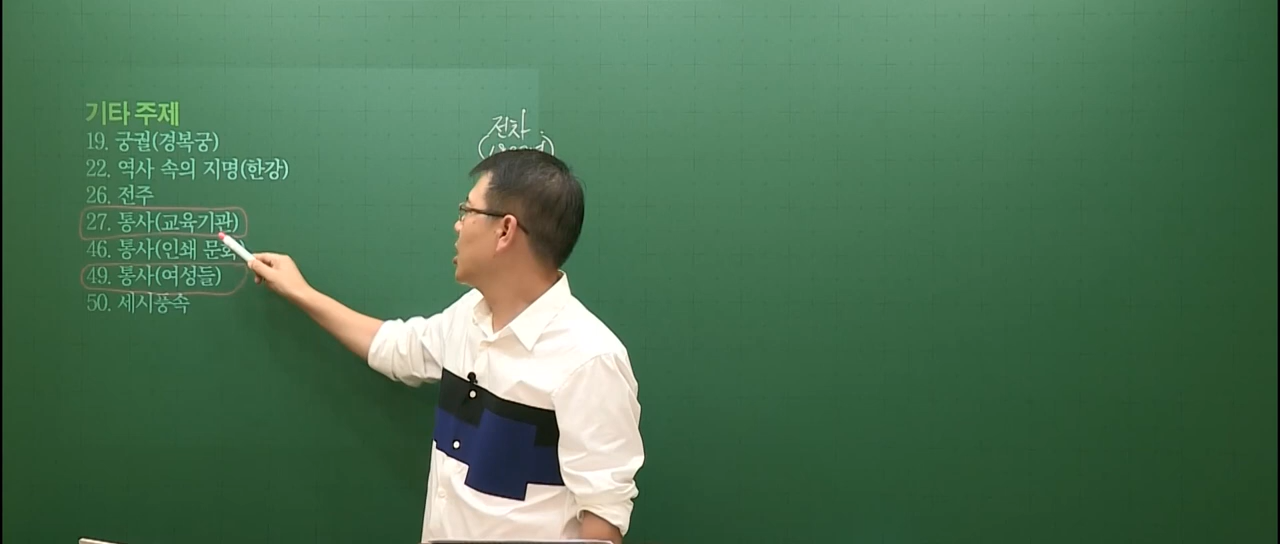 기타 주제
19. 궁궐(경복궁)
22. 역사 속의 지명(한강)
26. 전주
27. 통사(교육기관)
46. 통사(인쇄 문화)
49. 통사(여성들)
50. 세시풍속
전차